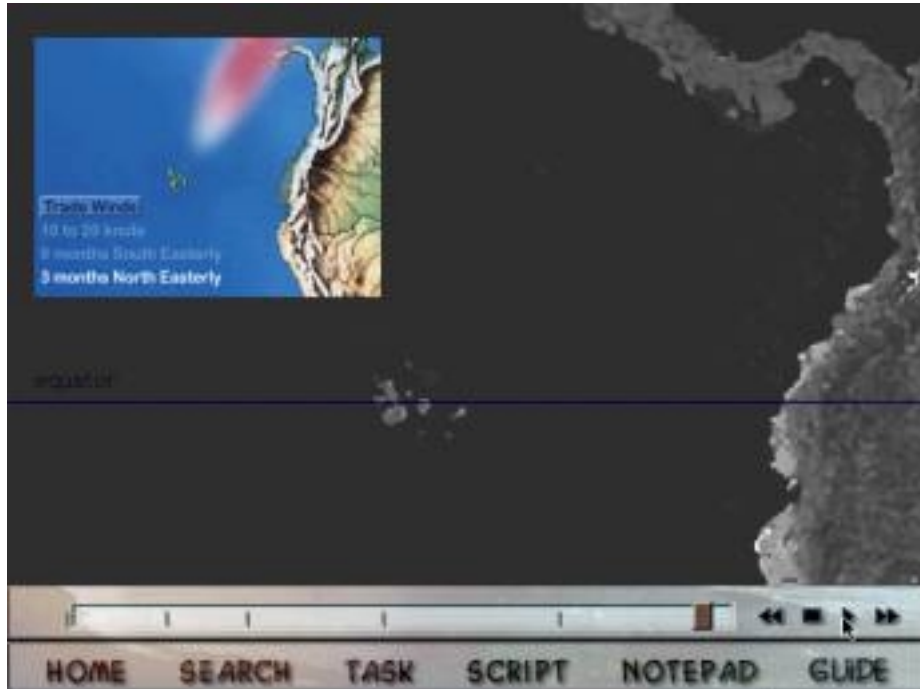 Trade Winds
10 to 20 knots
9 months South Easterly
3 months North Easterly
equator
HOME SEARCH TASK SCRIPT NOTEPAD GUIDE